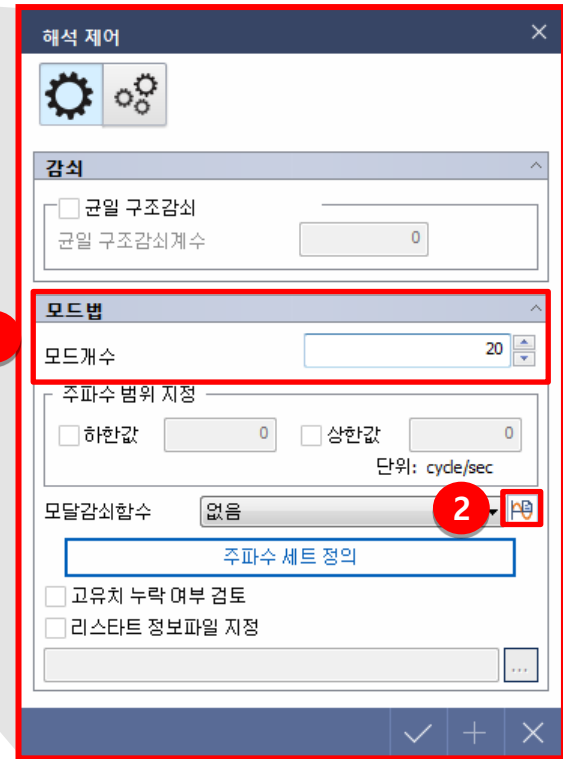 해석 제어
감쇠
균일 구조감쇠
균일 구조감쇠계수 0
모드법
모드개수 20
주파수 범위 지정
하한값 0 상한값 0
단위: cycle/sec
모달감쇠함수 없음 2
주파수 세트 정의
고유치 누락 여부 검토
리스타트 정보파일 지정
...